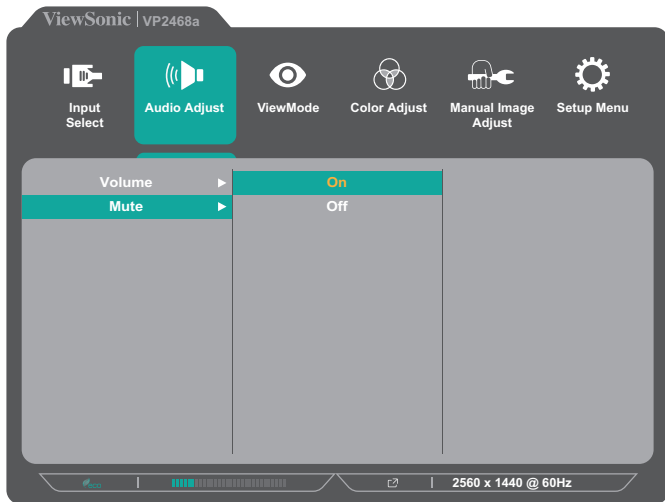 ViewSonic | VP2468a
Input Select
Audio Adjust
ViewMode
Color Adjust
Manual Image Adjust
Setup Menu
Volume
On
Mute
Off
eco
2560 x 1440 @ 60Hz